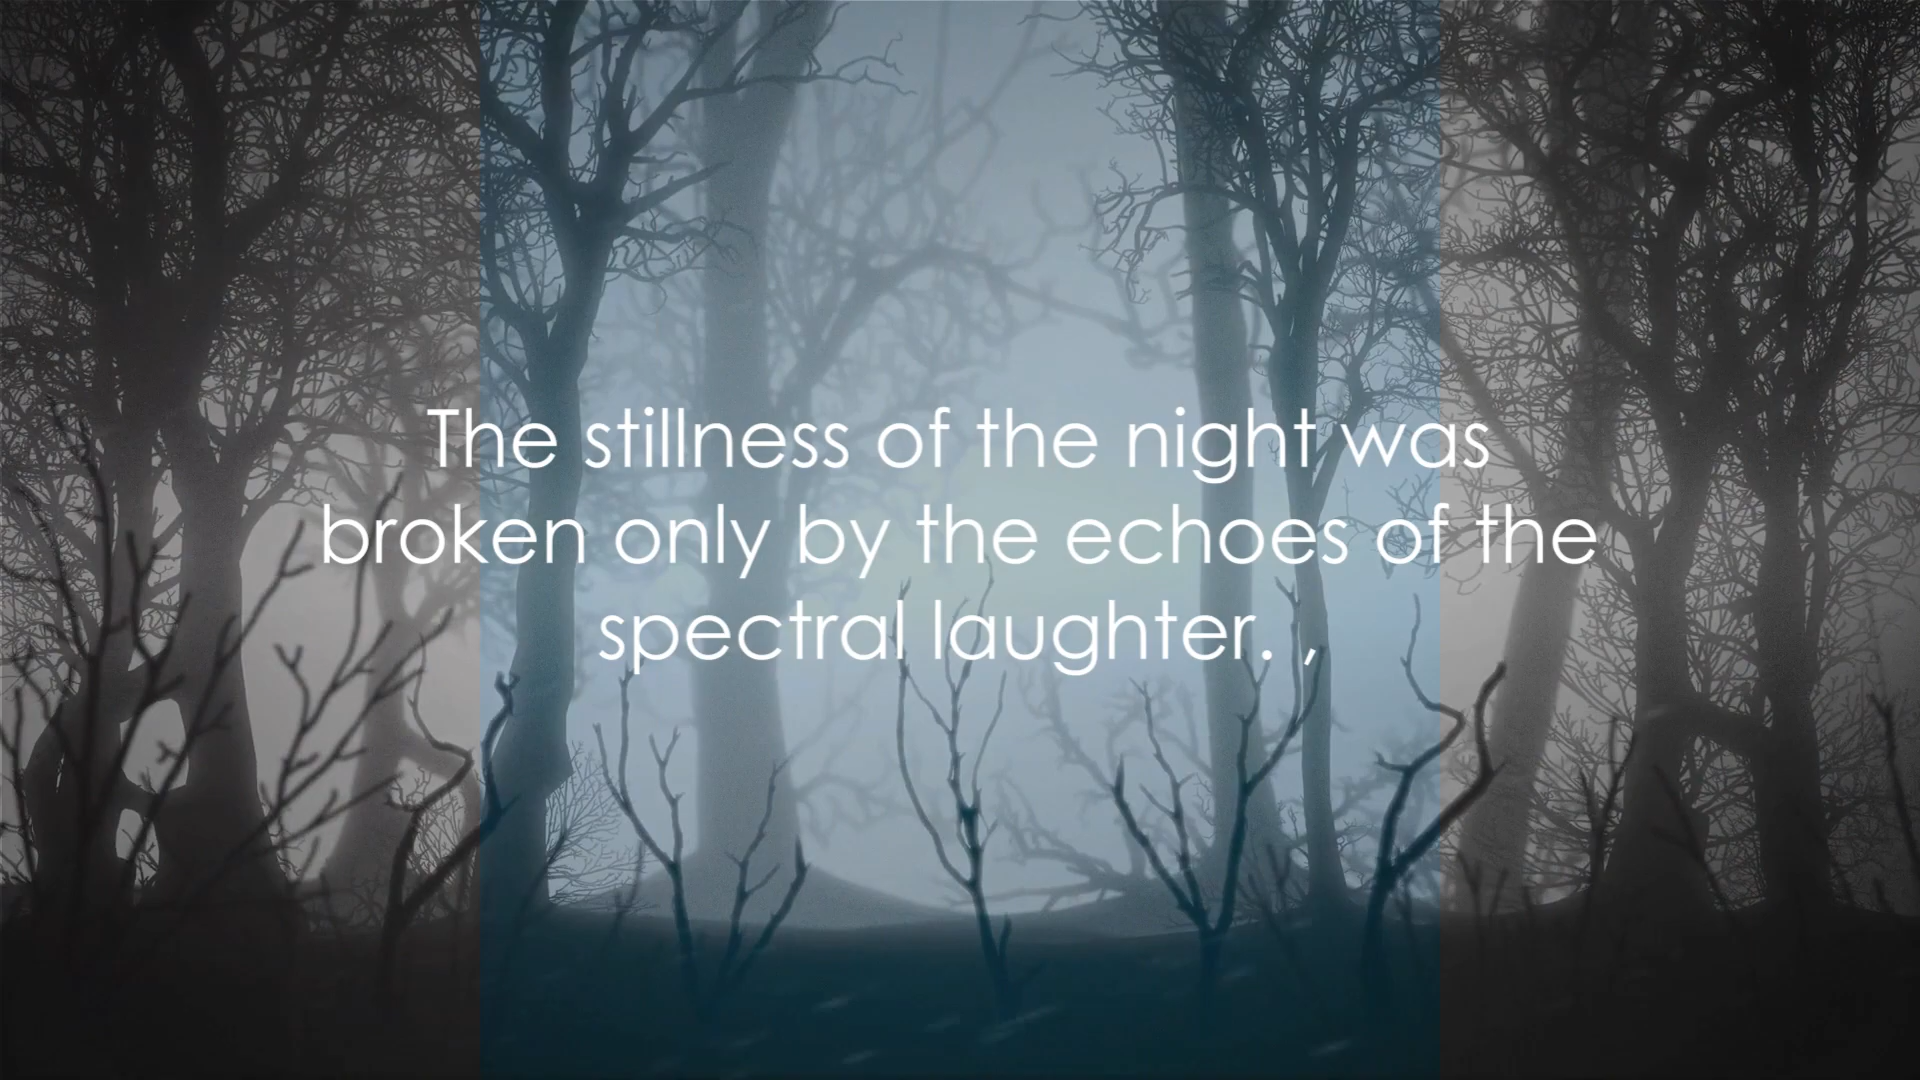 The stillness of the night was
broken only by the echoes of the
spectral laughter. ,